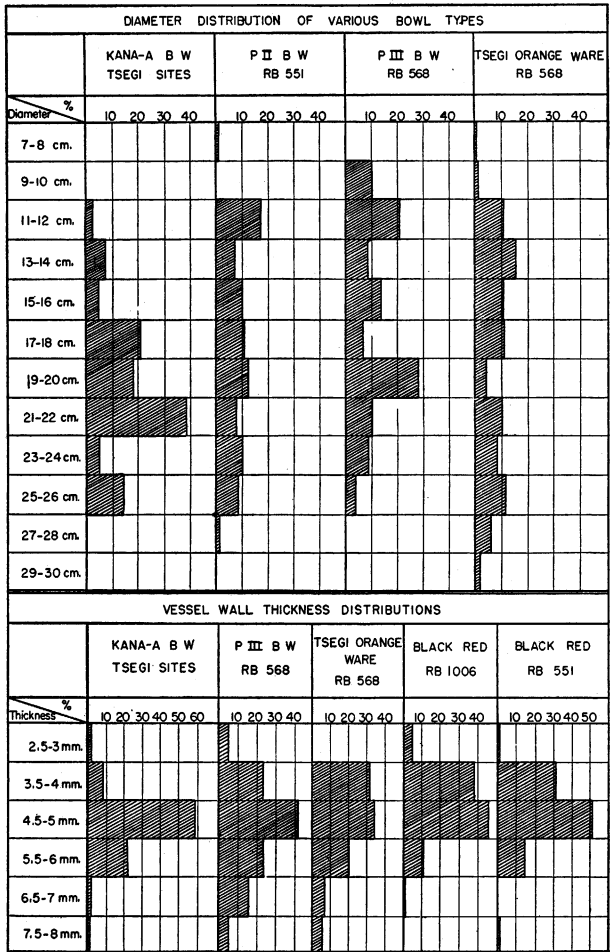 DIAMETER DISTRIBUTION OF VARIOUS BOWL TYPES
KANA-A B W P II B W P III B W TSEGI ORANGE WARE
TSEGI SITES RB 551 RB 568 RB 568
%
Diameter 10 20 30 40 10 20 30 40 10 20 30 40 10 20 30 40
7-8 cm.
9-10 cm.
11-12 cm.
13-14 cm.
15-16 cm.
17-18 cm.
19-20 cm.
21-22 cm.
23-24 cm.
25-26 cm.
27-28 cm.
29-30 cm.
VESSEL WALL THICKNESS DISTRIBUTIONS
KANA-A B W P III B W TSEGI ORANGE WARE BLACK RED BLACK RED
TSEGI SITES RB 568 RB 568 RB 1006 RB 551
%
Thickness 10 20 30 40 50 60 10 20 30 40 10 20 30 40 10 20 30 40 10 20 30 40 50
2.5-3 mm.
3.5-4 mm.
4.5-5 mm.
5.5-6 mm.
6.5-7 mm.
7.5-8 mm.